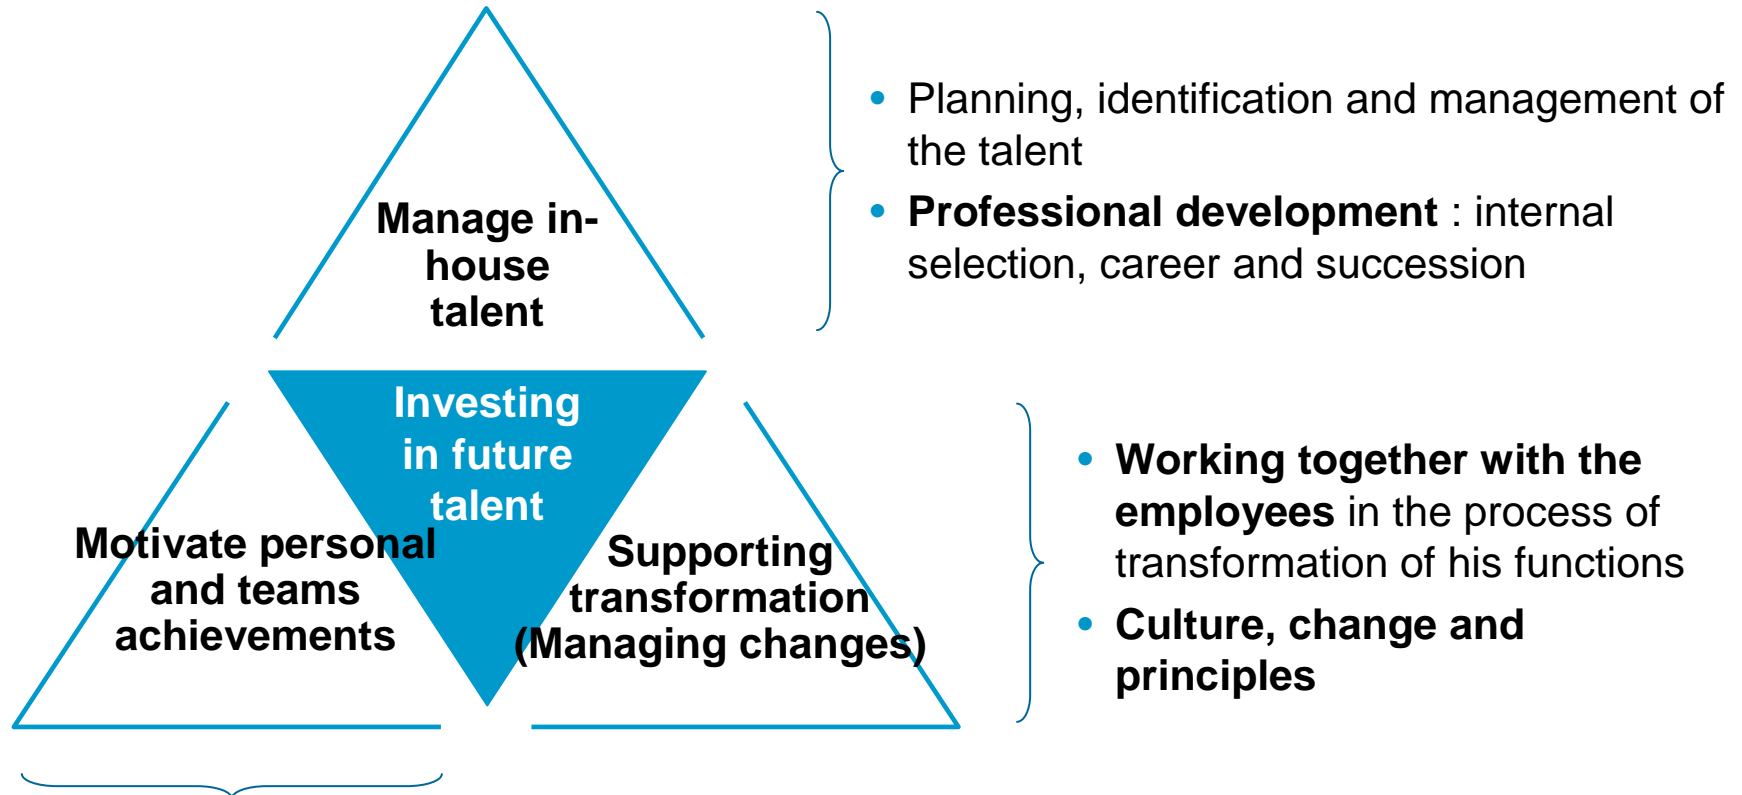 Manage in-
house
talent
• Planning, identification and management of
the talent
• Professional development : internal
selection, career and succession
Investing
in future
talent
Motivate personal
and teams
achievements
Supporting
transformation
(Managing changes)
• Working together with the
employees in the process of
transformation of his functions
• Culture, change and
principles